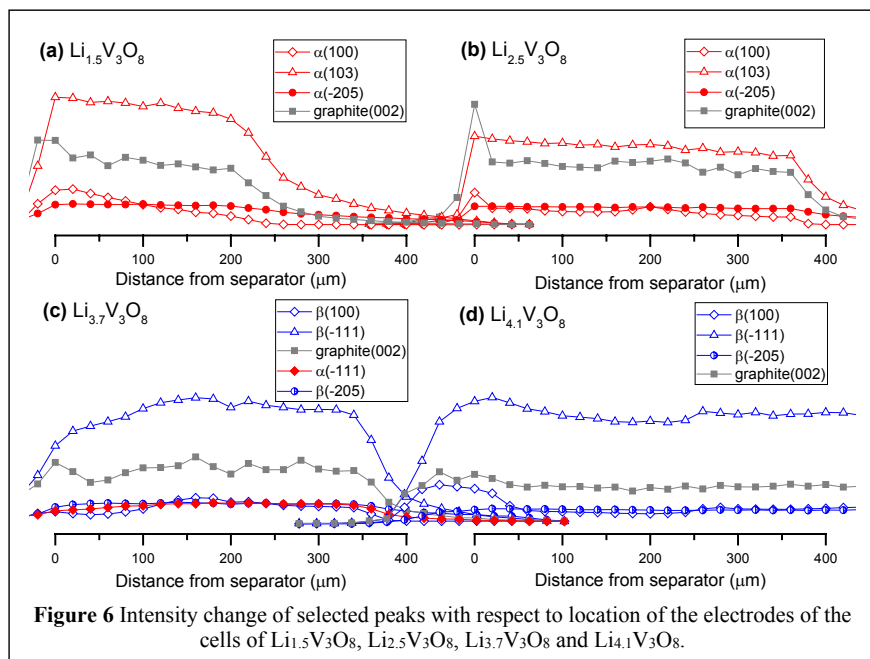 (a) Li1.5V3O8
α(100)
α(103)
α(-205)
graphite(002)
0 100 200 300 400
Distance from separator (μm)
(b) Li2.5V3O8
α(100)
α(103)
α(-205)
graphite(002)
0 100 200 300 400
Distance from separator (μm)
(c) Li3.7V3O8
β(100)
β(-111)
graphite(002)
α(-111)
β(-205)
0 100 200 300 400
Distance from separator (μm)
(d) Li4.1V3O8
β(100)
β(-111)
β(-205)
graphite(002)
0 100 200 300 400
Distance from separator (μm)
Figure 6 Intensity change of selected peaks with respect to location of the electrodes of the
cells of Li1.5V3O8, Li2.5V3O8, Li3.7V3O8 and Li4.1V3O8.